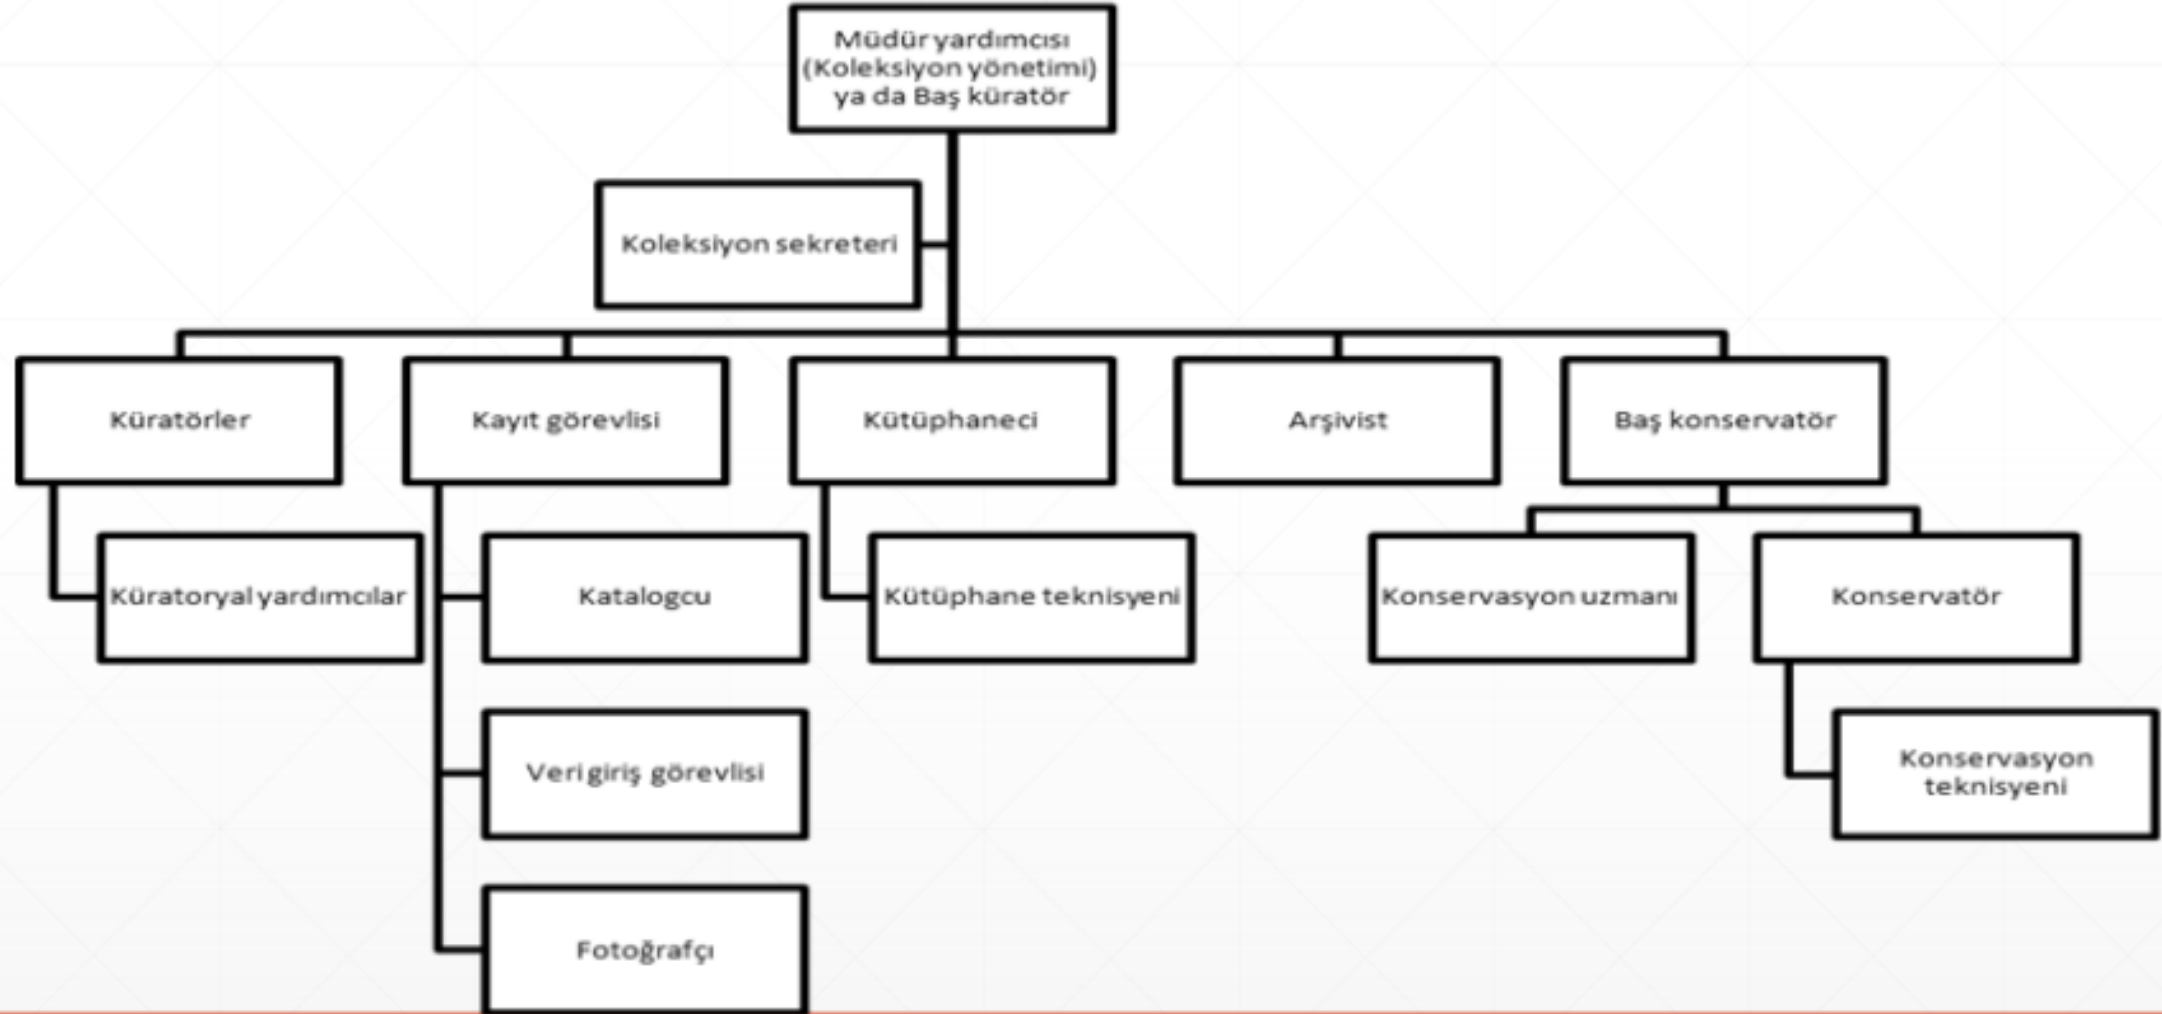 Müdür yardımcısı
(Koleksiyon yönetimi)
ya da Baş küratör
Koleksiyon sekreteri
Küratörler
Kayıt görevlisi
Kütüphaneci
Arşivist
Baş konservatör
Küratoryal yardımcılar
Katalogcu
Kütüphane teknisyeni
Konservasyon uzmanı
Konservatör
Veri giriş görevlisi
Konservasyon
teknisyeni
Fotoğrafçı